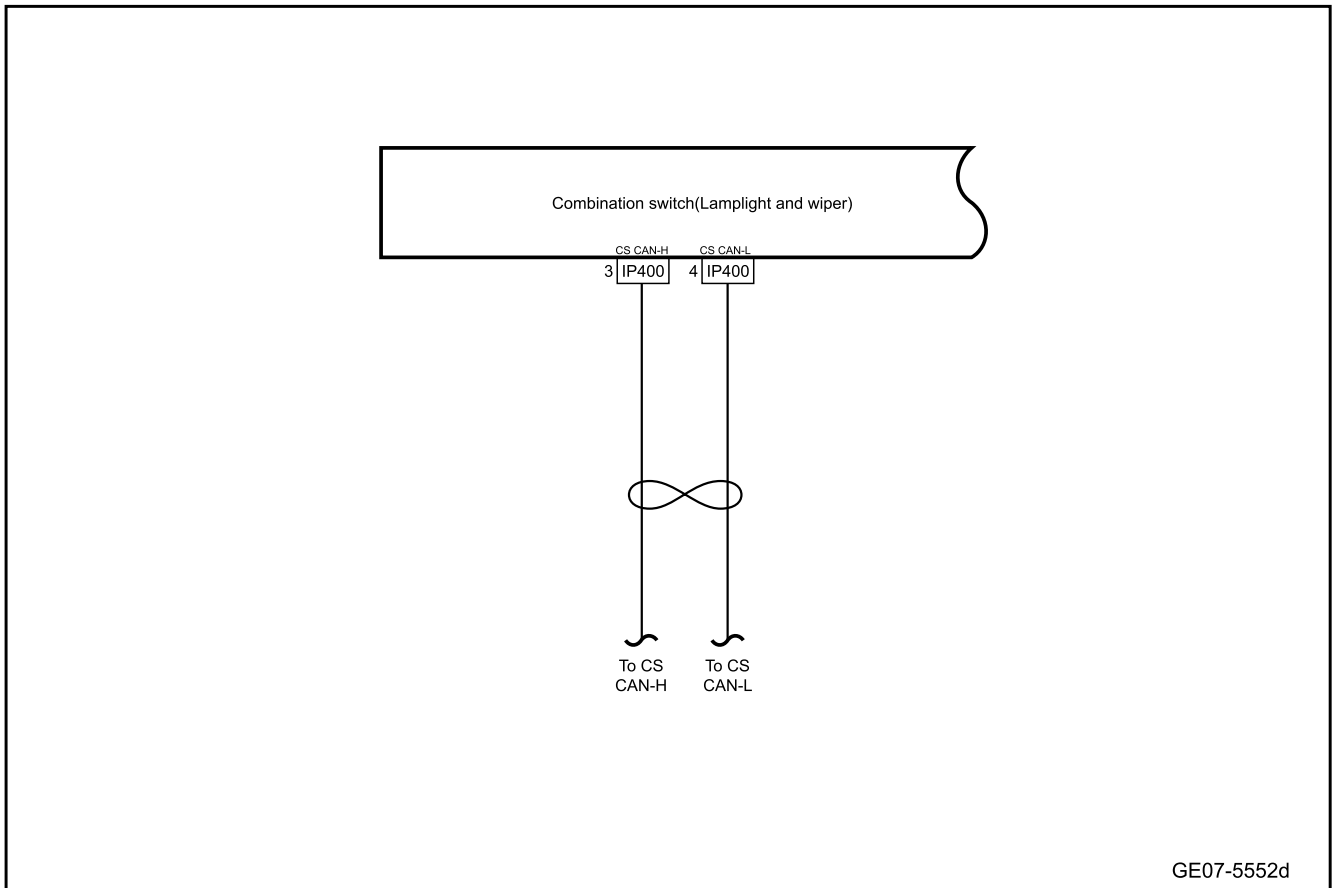 Combination switch(Lamplight and wiper)
CS CAN-H CS CAN-L
3 IP400 4 IP400
To CS To CS
CAN-H CAN-L
GE07-5552d